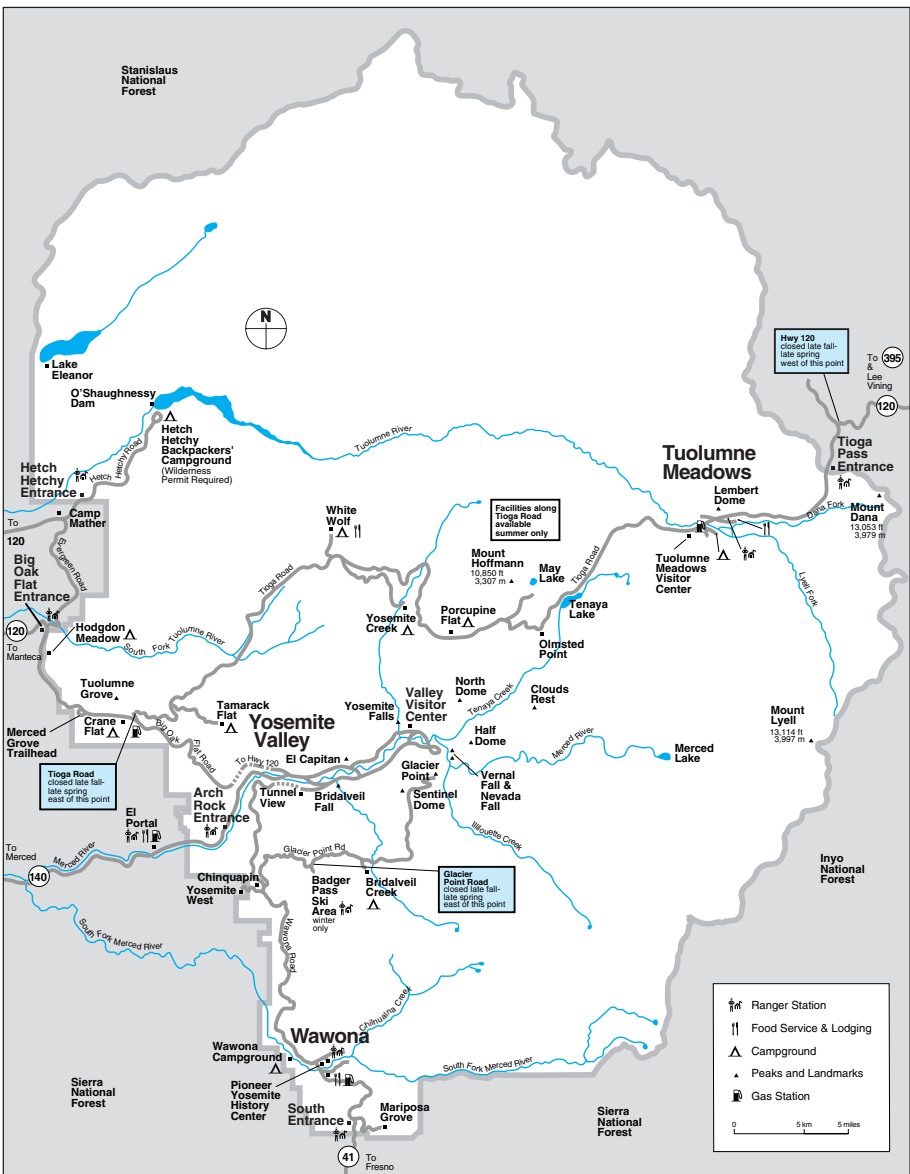 Stanislaus
National
Forest
N
Hwy 120
closed late fall-
late spring
west of this point
To
&
Lee
Vining
395
120
Lake
Eleanor
O'Shaughnessy
Dam
Hetch
Hetchy
Backpackers'
Campground
(Wilderness
Permit Required)
Tuolumne River
Hetch Hetchy Road
Hetch
Hetchy
Entrance
Tuolumne
Meadows
Tioga
Pass
Entrance
Lembert
Dome
Dana Fork
Mount
Dana
13,053 ft
3,979 m
To
120
Camp
Mather
Evergreen Road
White
Wolf
Facilities along
Tioga Road
available
summer only
Mount
Hoffmann
10,850 ft
3,307 m
May
Lake
Tioga Road
Tuolumne
Meadows
Visitor
Center
Lyell Fork
Big
Oak
Flat
Entrance
Tioga Road
Yosemite
Creek
Porcupine
Flat
Tenaya
Lake
Olmsted
Point
120
To
Manteca
Hodgdon
Meadow
South Fork Tuolumne River
Tuolumne
Grove
North
Dome
Tenaya Creek
Clouds
Rest
Yosemite
Falls
Valley
Visitor
Center
Merced
Grove
Trailhead
Crane
Flat
Tamarack
Flat
Big Oak Flat Road
Yosemite
Valley
El Capitan
To Hwy 120
Half
Dome
Merced River
Merced
Lake
Mount
Lyell
13,114 ft
3,997 m
Tioga Road
closed late fall-
late spring
east of this point
Glacier
Point
Sentinel
Dome
Vernal
Fall &
Nevada
Fall
Arch
Rock
Entrance
Tunnel
View
Bridalveil
Fall
El
Portal
To
Merced
Merced River
140
Illilouette Creek
Glacier Point Rd
Chinquapin
Yosemite
West
Badger
Pass
Ski
Area
winter
only
Bridalveil
Creek
Glacier
Point Road
closed late fall-
late spring
east of this point
Inyo
National
Forest
South Fork Merced River
Wawona Road
Chilnualna Creek
Wawona
Wawona
Campground
South Fork Merced River
Pioneer
Yosemite
History
Center
South
Entrance
Mariposa
Grove
Sierra
National
Forest
Sierra
National
Forest
41
To
Fresno
Ranger Station
Food Service & Lodging
Campground
Peaks and Landmarks
Gas Station
0 5 km 5 miles